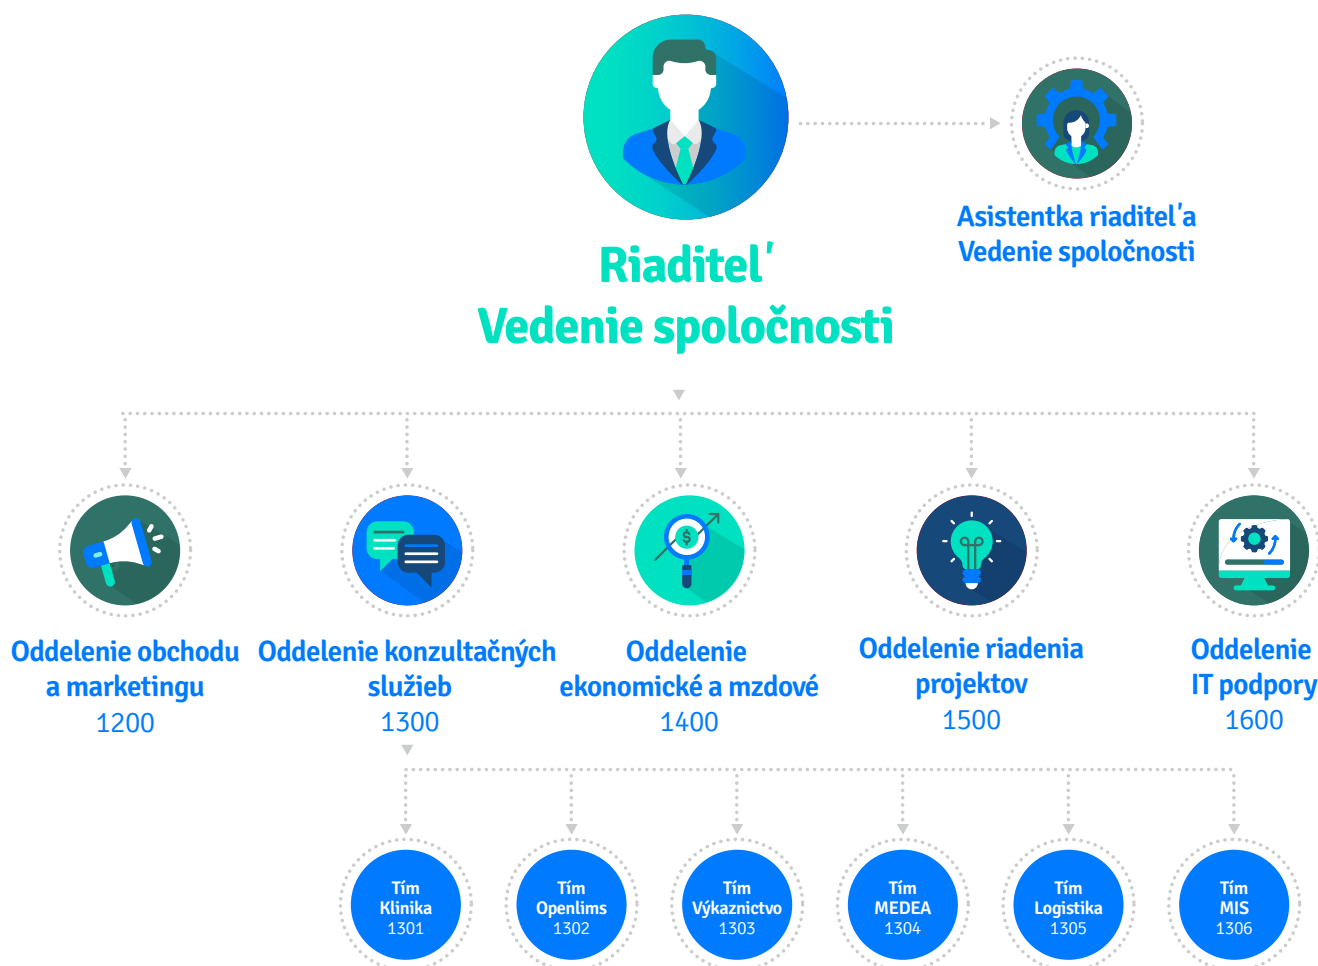 Riaditeľ
Vedenie spoločnosti
Asistentka riaditeľa
Vedenie spoločnosti
Oddelenie obchodu
a marketingu
1200
Oddelenie konzultačných
služieb
1300
Oddelenie
ekonomické a mzdové
1400
Oddelenie riadenia
projektov
1500
Oddelenie
IT podpory
1600
$
Tím
Klinika
1301
Tím
Openlims
1302
Tím
Výkaznictvo
1303
Tím
MEDEA
1304
Tím
Logistika
1305
Tím
MIS
1306